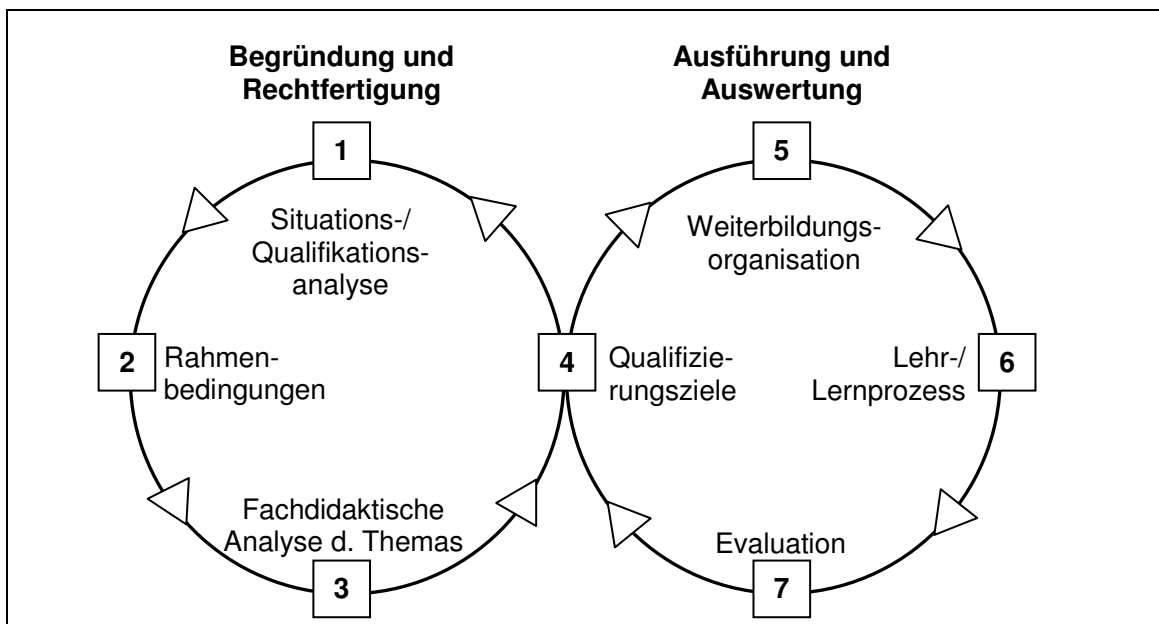 Begründung und
Rechtfertigung
Ausführung und
Auswertung
1
Situations-/
Qualifikations-
analyse
2
Rahmen-
bedingungen
Fachdidaktische
Analyse d. Themas
3
4
Qualifizie-
rungsziele
5
Weiterbildungs-
organisation
6
Lehr-/
Lernprozess
Evaluation
7